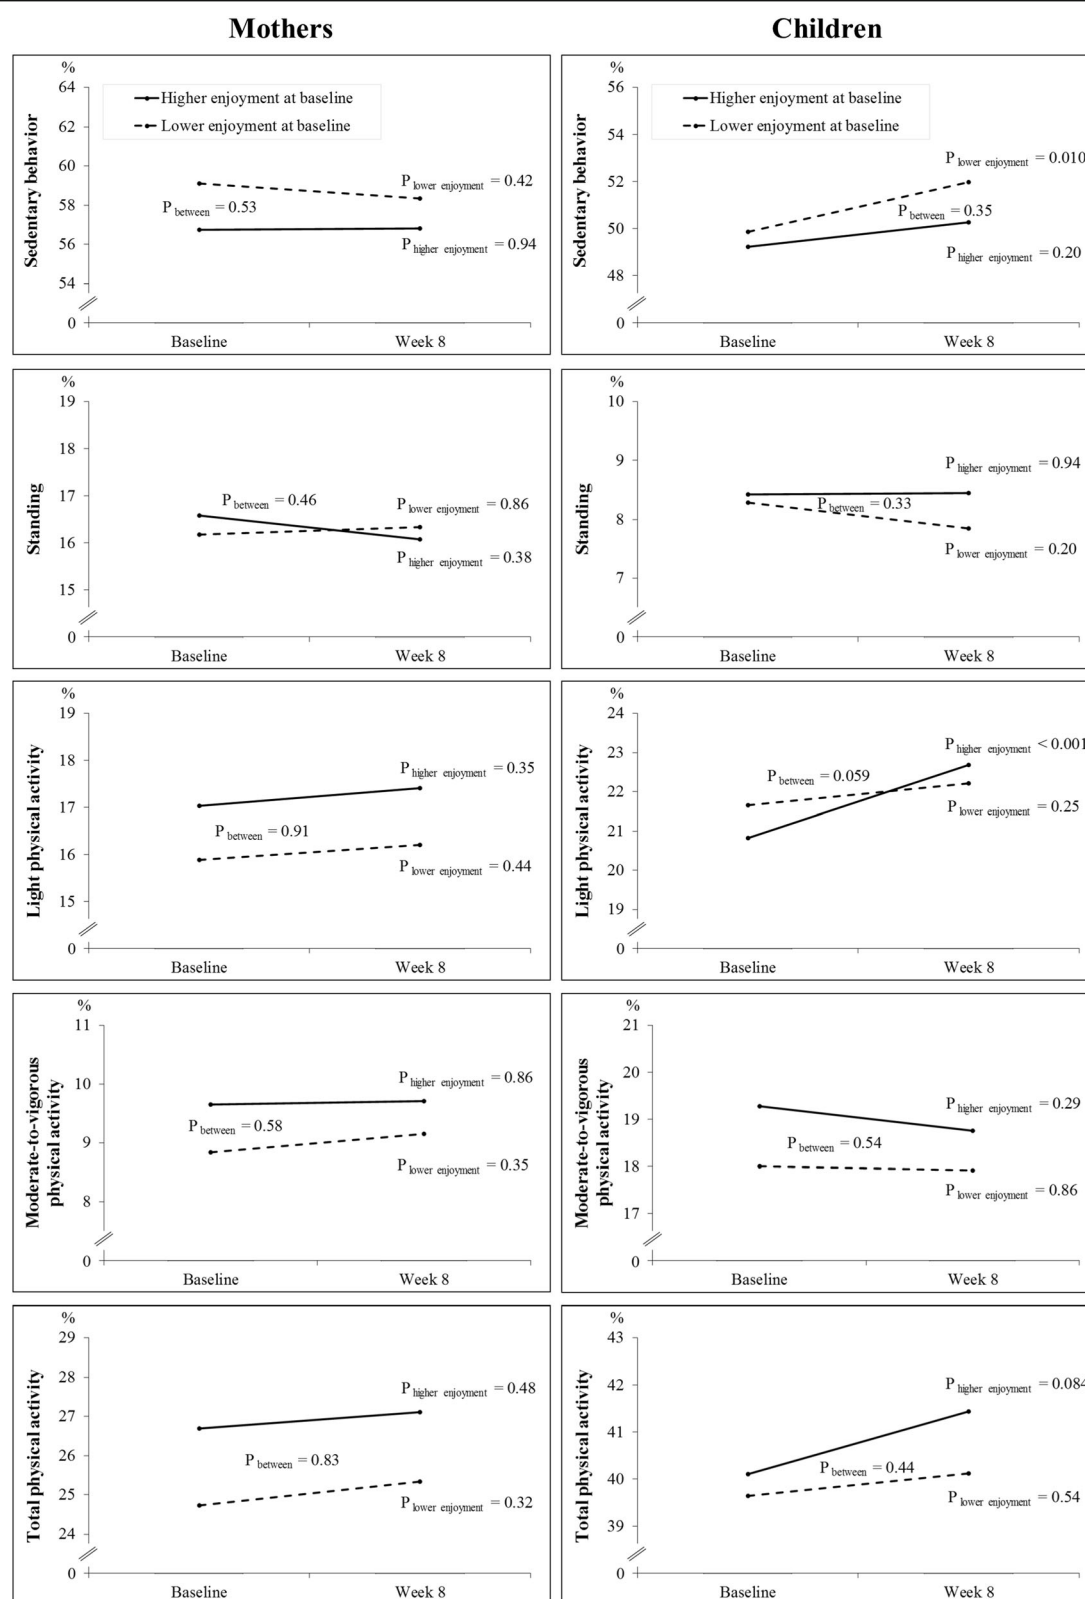 Mothers
Children
%
64
62
60
58
56
54
0
Sedentary behavior
Higher enjoyment at baseline
Lower enjoyment at baseline
P lower enjoyment = 0.42
P between = 0.53
P higher enjoyment = 0.94
Baseline
Week 8
%
56
54
52
50
48
0
Sedentary behavior
Higher enjoyment at baseline
Lower enjoyment at baseline
P lower enjoyment = 0.010
P between = 0.35
P higher enjoyment = 0.20
Baseline
Week 8
%
19
18
17
16
15
0
Standing
P between = 0.46
P lower enjoyment = 0.86
P higher enjoyment = 0.38
Baseline
Week 8
%
10
9
8
7
0
Standing
P higher enjoyment = 0.94
P between = 0.33
P lower enjoyment = 0.20
Baseline
Week 8
%
19
18
17
16
15
0
Light physical activity
P higher enjoyment = 0.35
P between = 0.91
P lower enjoyment = 0.44
Baseline
Week 8
%
24
23
22
21
20
19
0
Light physical activity
P higher enjoyment < 0.001
P between = 0.059
P lower enjoyment = 0.25
Baseline
Week 8
%
11
10
9
8
0
Moderate-to-vigorous
physical activity
P higher enjoyment = 0.86
P between = 0.58
P lower enjoyment = 0.35
Baseline
Week 8
%
21
20
19
18
17
0
Moderate-to-vigorous
physical activity
P higher enjoyment = 0.29
P between = 0.54
P lower enjoyment = 0.86
Baseline
Week 8
%
29
28
27
26
25
24
0
Total physical activity
P higher enjoyment = 0.48
P between = 0.83
P lower enjoyment = 0.32
Baseline
Week 8
%
43
42
41
40
39
0
Total physical activity
P higher enjoyment = 0.084
P between = 0.44
P lower enjoyment = 0.54
Baseline
Week 8